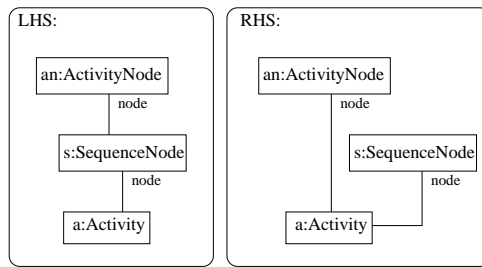 LHS:
an:ActivityNode
node
s:SequenceNode
node
a:Activity
RHS:
an:ActivityNode
node
s:SequenceNode
node
a:Activity